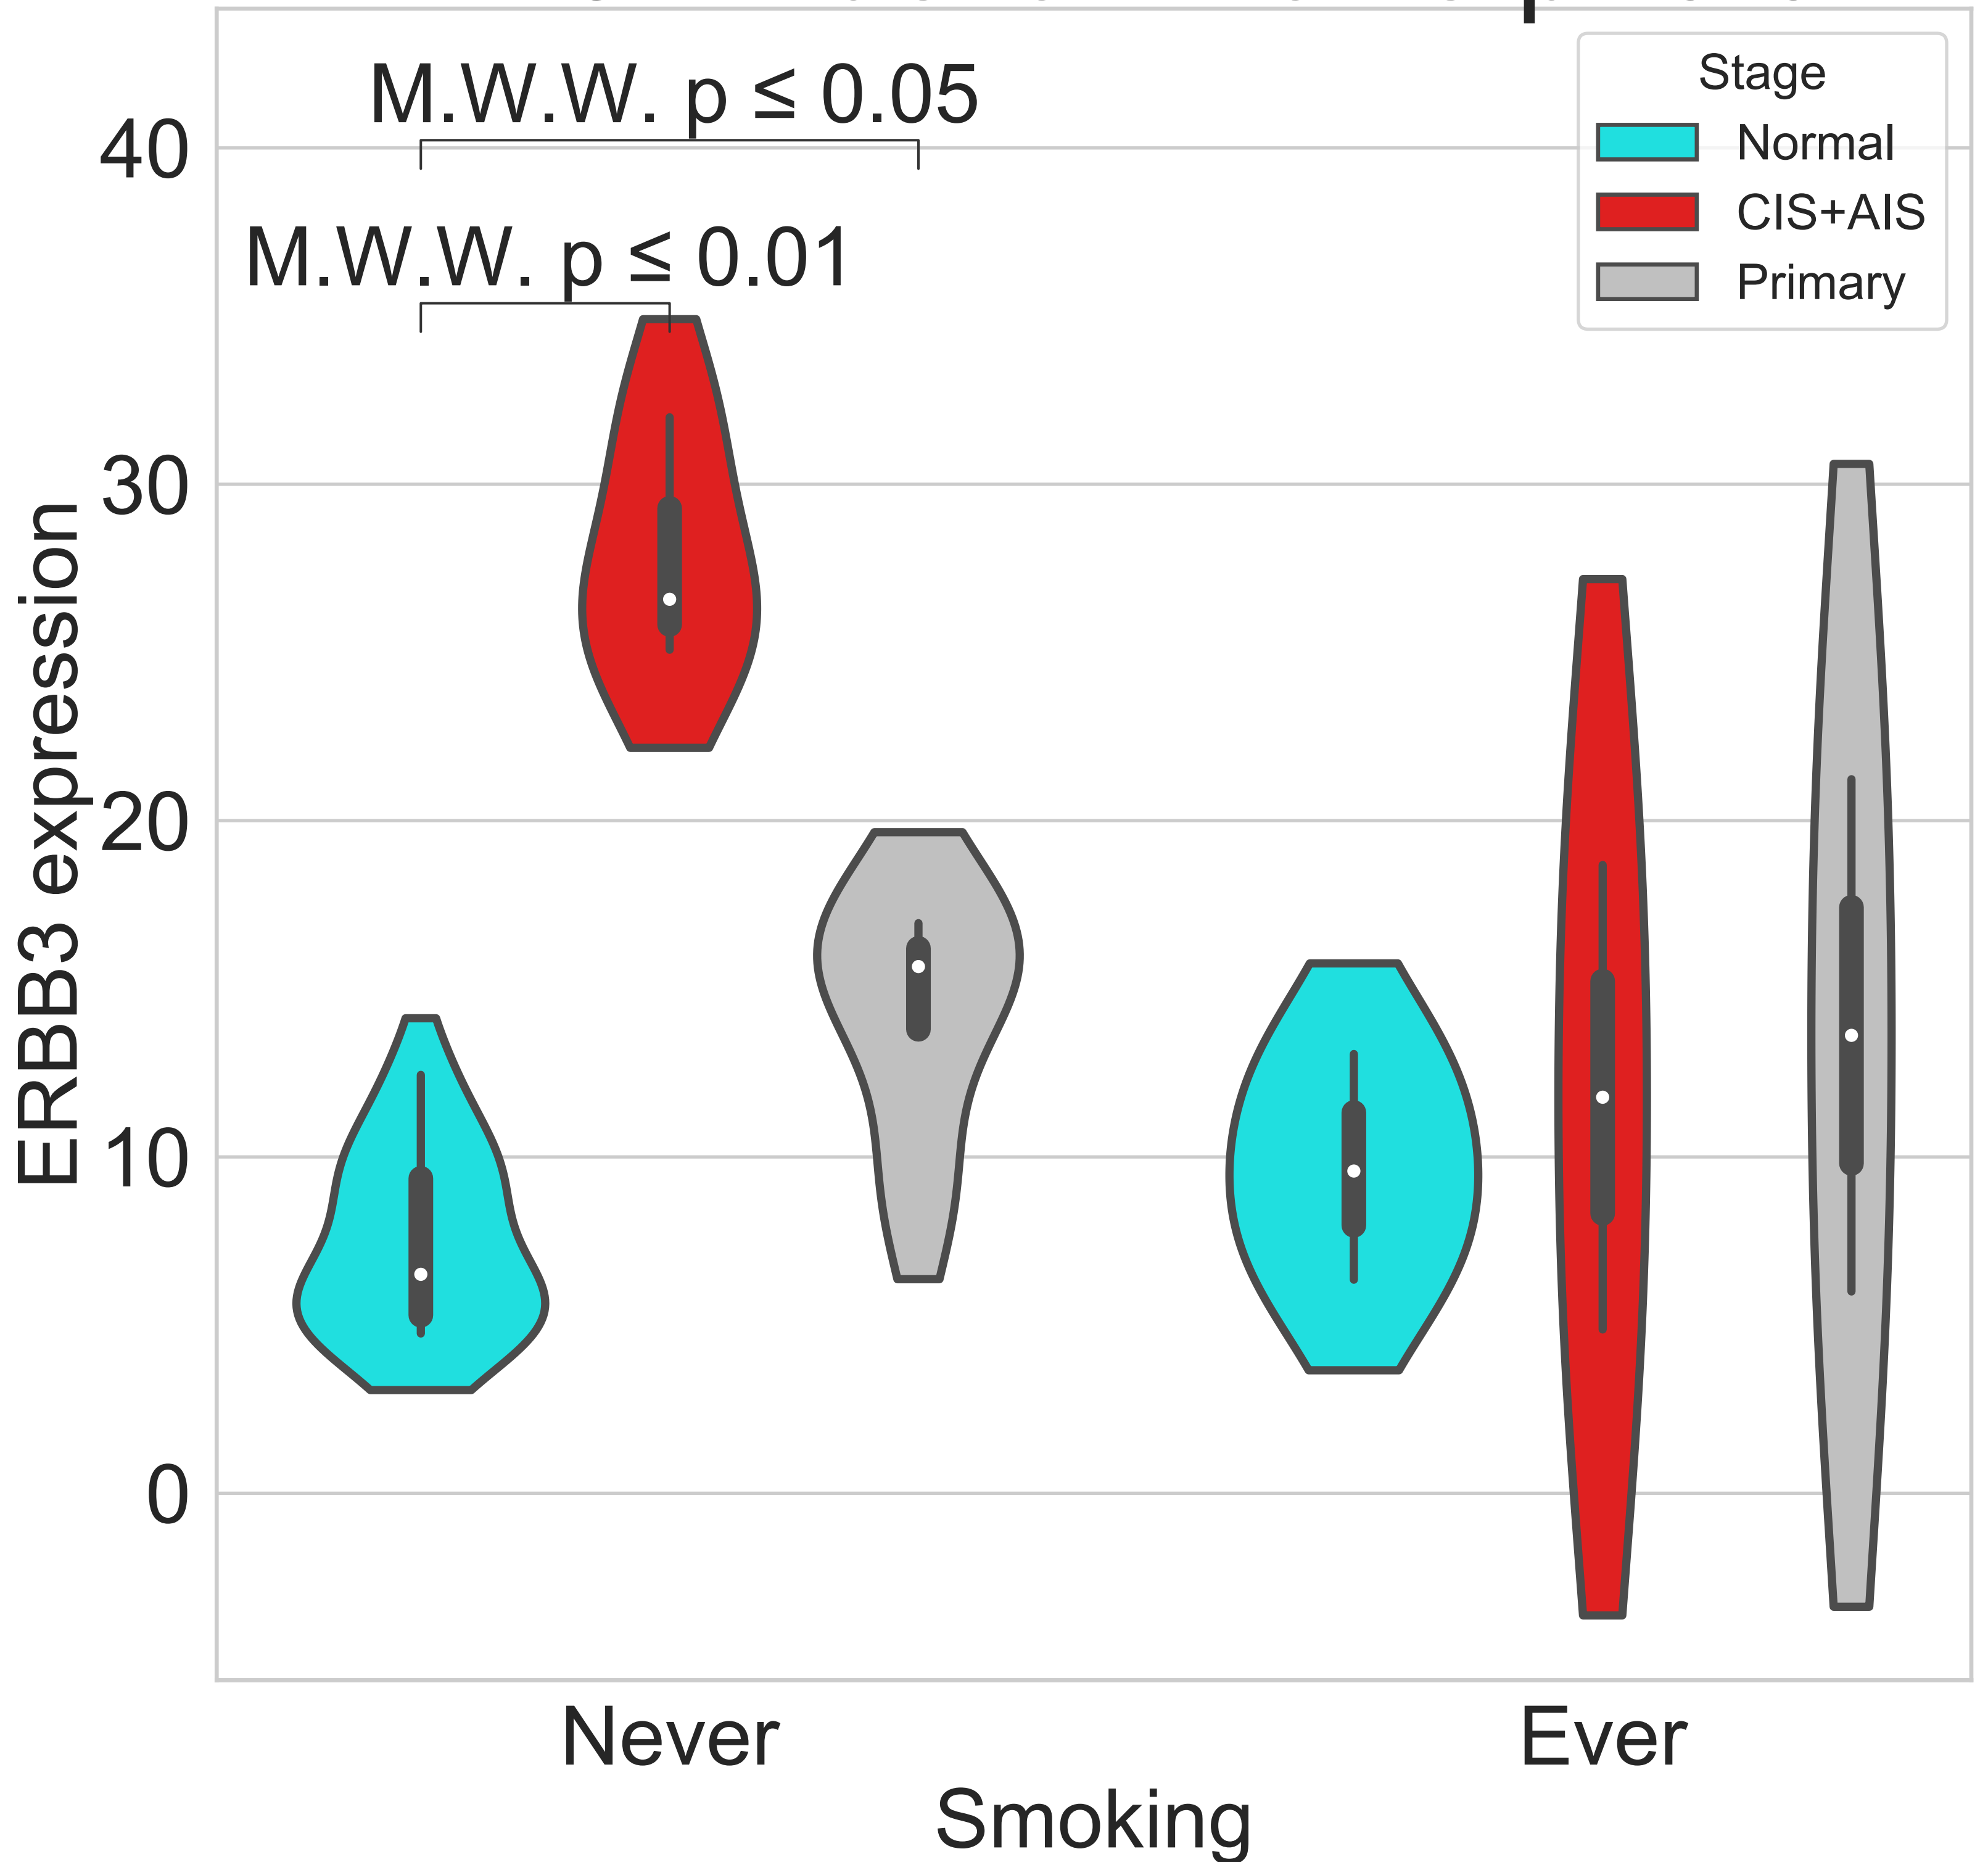 M.W.W. p ≤ 0.05
M.W.W. p ≤ 0.01
Stage
Normal
CIS+AIS
Primary
ERBB3 expression
40
30
20
10
0
Never
Ever
Smoking